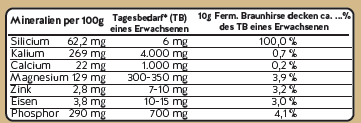 Mineralien per 100g Tagesbedarf* (TB) eines Erwachsenen 10g Ferm. Braunhirse decken ca. ...% des TB eines Erwachsenen
Silicium 62,2 mg 6 mg 100,0 %
Kalium 269 mg 4.000 mg 0,7 %
Calcium 22 mg 1.000 mg 0,2 %
Magnesium 129 mg 300-350 mg 3,9 %
Zink 2,8 mg 7-10 mg 3,2 %
Eisen 3,8 mg 10-15 mg 3,0 %
Phosphor 290 mg 700 mg 4,1 %